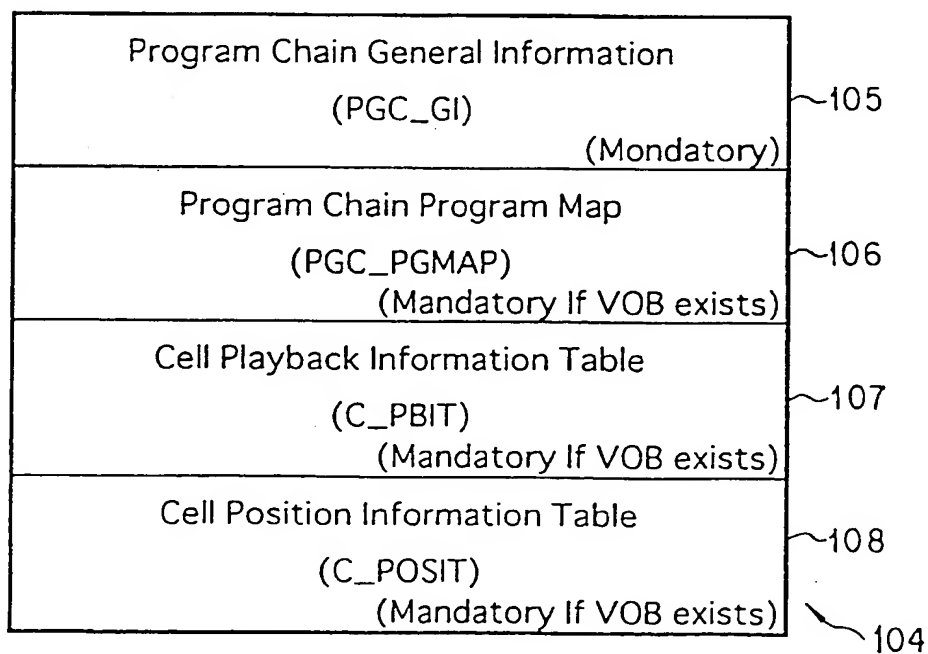 Program Chain General Information
(PGC_GI)
(Mondatory)
105
Program Chain Program Map
(PGC_PGMAP)
(Mandatory If VOB exists)
106
Cell Playback Information Table
(C_PBIT)
(Mandatory If VOB exists)
107
Cell Position Information Table
(C_POSIT)
(Mandatory If VOB exists)
108
104